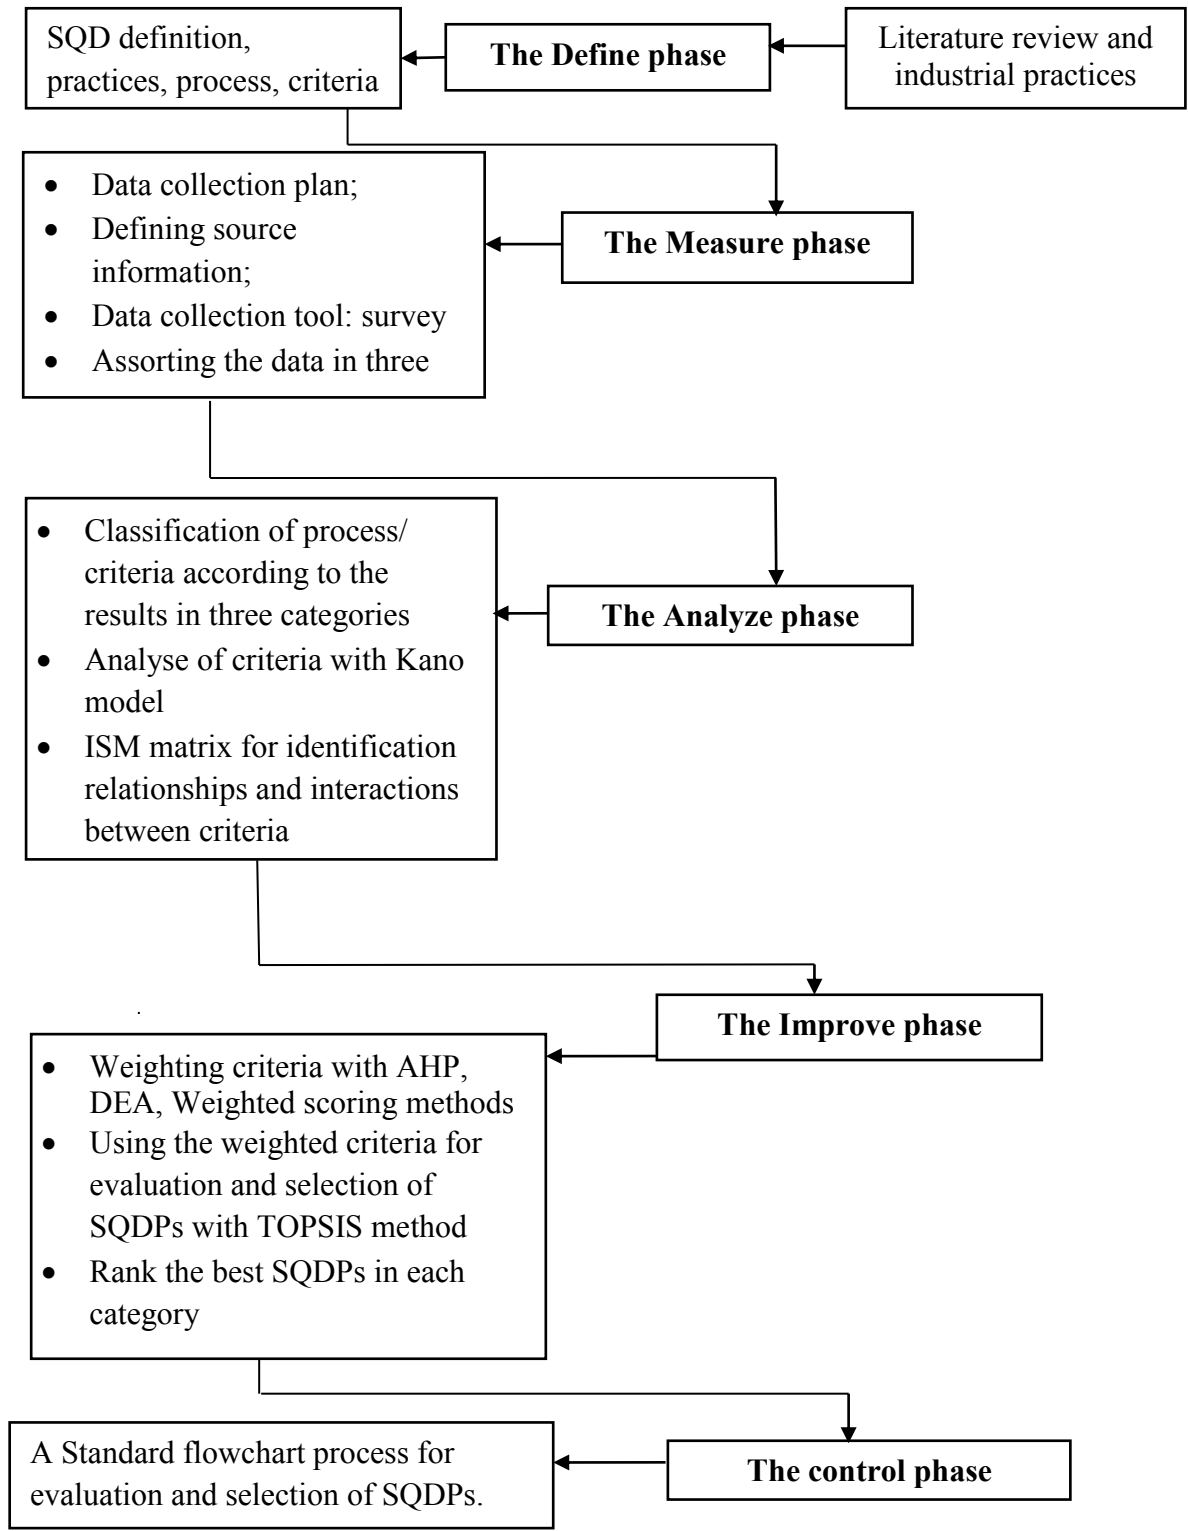 SQD definition,
practices, process, criteria
The Define phase
Literature review and
industrial practices
• Data collection plan;
• Defining source
information;
• Data collection tool: survey
• Assorting the data in three
The Measure phase
• Classification of process/
criteria according to the
results in three categories
• Analyse of criteria with Kano
model
• ISM matrix for identification
relationships and interactions
between criteria
The Analyze phase
The Improve phase
• Weighting criteria with AHP,
DEA, Weighted scoring methods
• Using the weighted criteria for
evaluation and selection of
SQDPs with TOPSIS method
• Rank the best SQDPs in each
category
A Standard flowchart process for
evaluation and selection of SQDPs.
The control phase